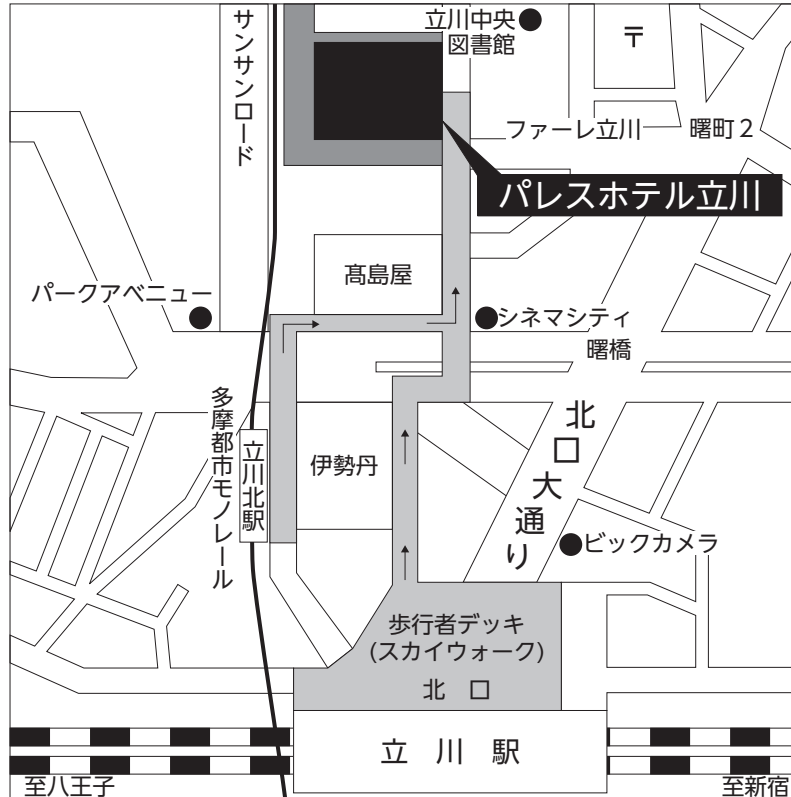 サンサンロード
立川中央
図書館
〒
ファーレ立川
曙町2
パレスホテル立川
髙島屋
パークアベニュー
シネマシティ
曙橋
多摩都市モノレール
立川北駅
伊勢丹
北口大通り
ビックカメラ
歩行者デッキ
(スカイウォーク)
北 口
立 川 駅
至八王子
至新宿